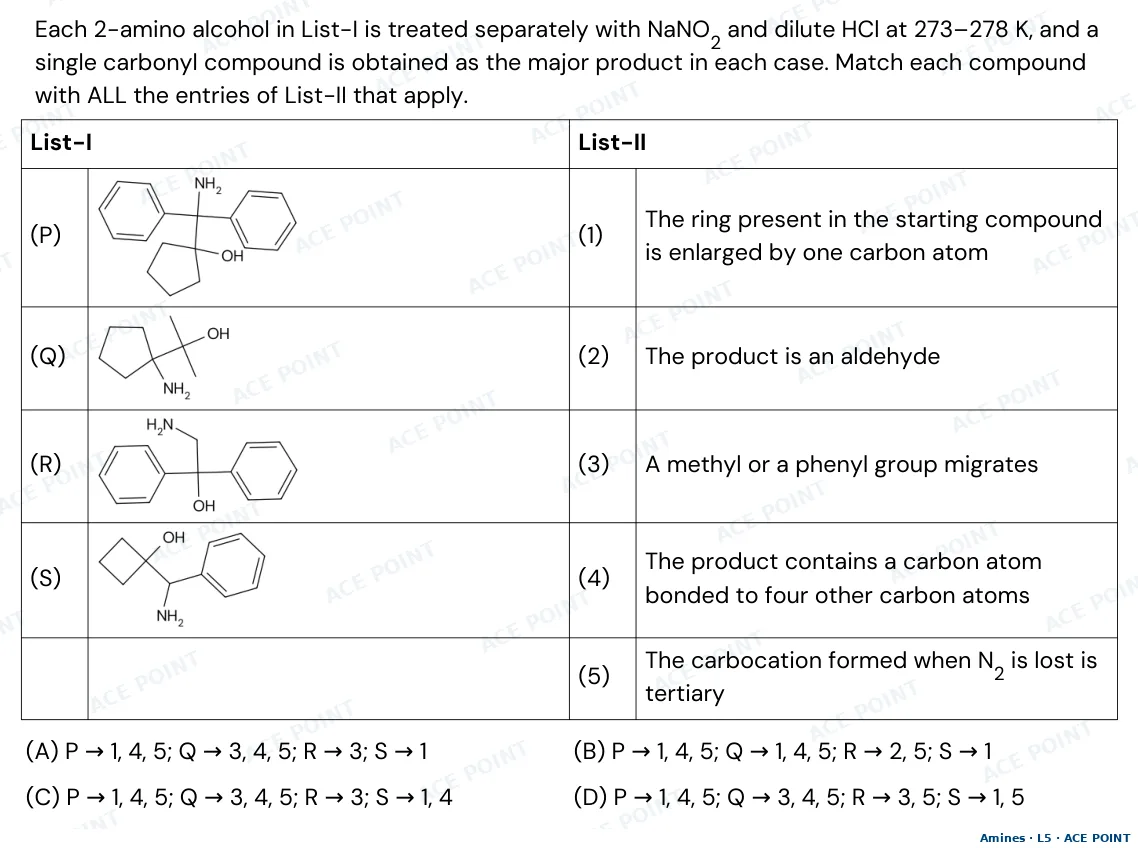 Each 2-amino alcohol in List-I is treated separately with NaNO2 and dilute HCl at 273–278 K, and a
single carbonyl compound is obtained as the major product in each case. Match each compound
with ALL the entries of List-II that apply.
List-I
List-II
(P)
NH2
OH
(1)
The ring present in the starting compound
is enlarged by one carbon atom
(Q)
OH
NH2
(2)
The product is an aldehyde
(R)
H2N
OH
(3)
A methyl or a phenyl group migrates
(S)
OH
NH2
(4)
The product contains a carbon atom
bonded to four other carbon atoms
(5)
The carbocation formed when N2 is lost is
tertiary
(A) P → 1, 4, 5; Q → 3, 4, 5; R → 3; S → 1
(B) P → 1, 4, 5; Q → 1, 4, 5; R → 2, 5; S → 1
(C) P → 1, 4, 5; Q → 3, 4, 5; R → 3; S → 1, 4
(D) P → 1, 4, 5; Q → 3, 4, 5; R → 3, 5; S → 1, 5
Amines · L5 · ACE POINT
ACE POINT